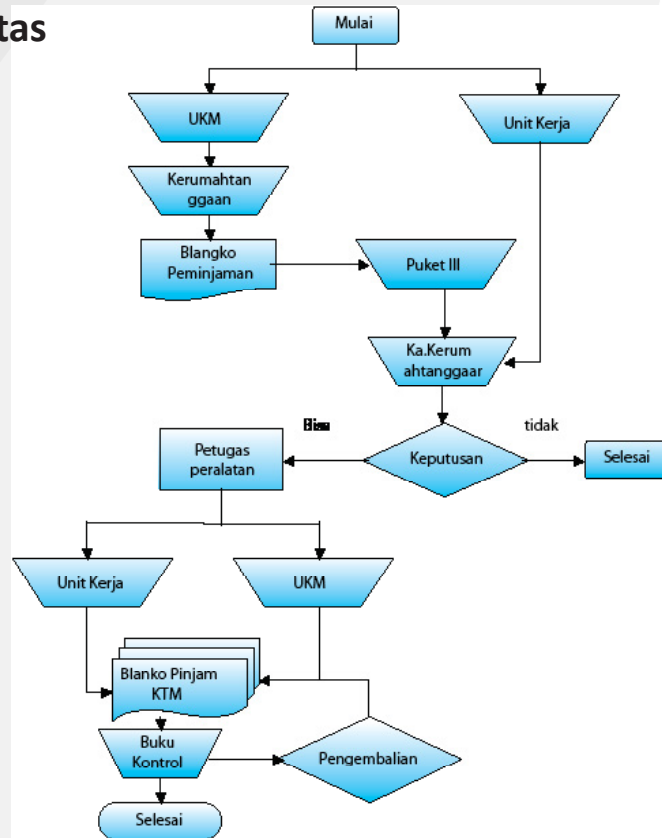 tas
Mulai
UKM
Unit Kerja
Kerumahtan
ggaan
Blangko
Peminjaman
Puket III
Ka.Kerum
ahtanggaar
tidak
Petugas
peralatan
Keputusan
Selesai
Unit Kerja
UKM
Blanko Pinjam
KTM
Buku
Kontrol
Pengembalian
Selesai